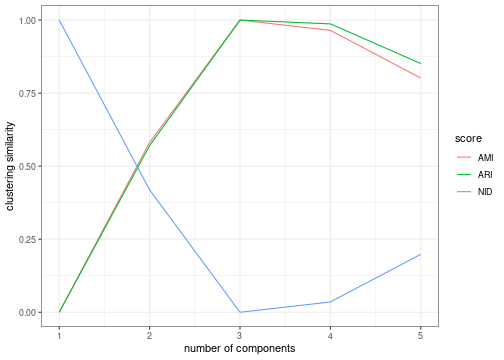 1.00
0.75
0.50
0.25
0.00
clustering similarity
1 2 3 4 5
number of components
score
AMI
ARI
NID